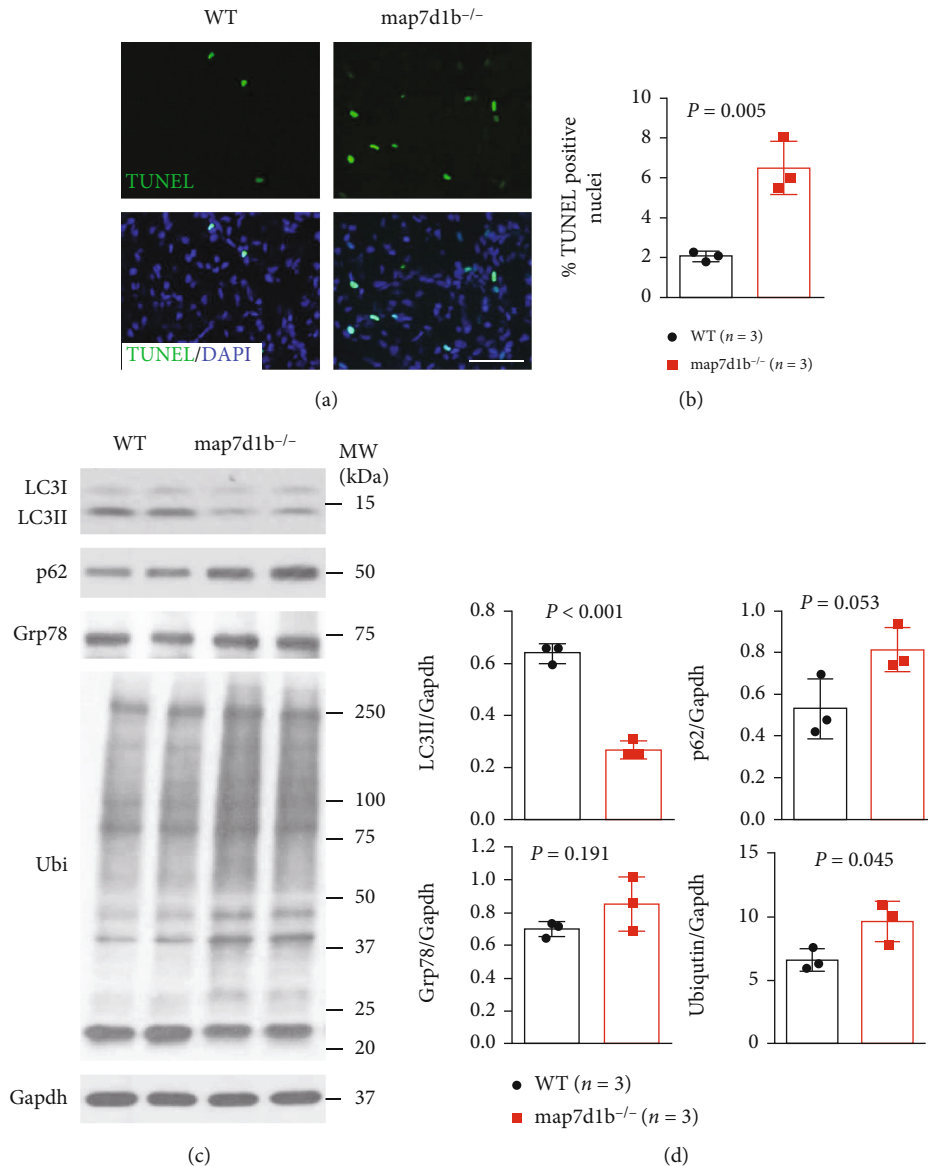 WT
map7d1b–/–
TUNEL
TUNEL/DAPI
(a)
10
8
6
4
2
0
% TUNEL positive
nuclei
P = 0.005
WT (n = 3)
map7d1b–/– (n = 3)
(b)
WT
map7d1b–/–
MW
(kDa)
LC3I
LC3II
15
p62
50
Grp78
75
Ubi
250
100
75
50
37
25
20
Gapdh
37
(c)
0.8
0.6
0.4
0.2
0.0
LC3II/Gapdh
P < 0.001
1.0
0.8
0.6
0.4
0.2
0.0
p62/Gapdh
P = 0.053
1.2
1.0
0.8
0.6
0.4
0.2
0.0
Grp78/Gapdh
P = 0.191
15
10
5
0
Ubiqutin/Gapdh
P = 0.045
WT (n = 3)
map7d1b–/– (n = 3)
(d)